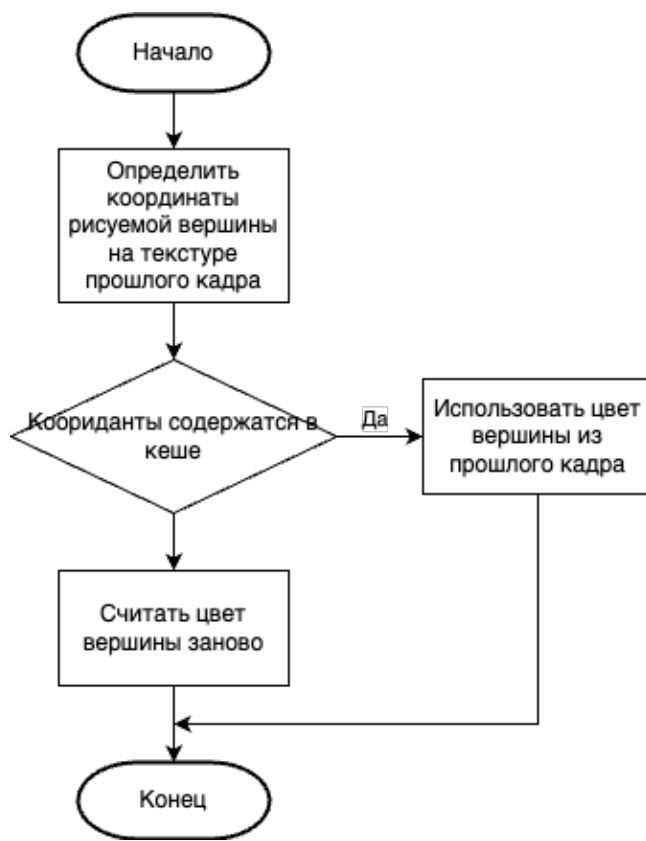 Начало
Определить
координаты
рисуемой вершины
на текстуре
прошлого кадра
Коориданты содержатся в
кеше
Да
Использовать цвет
вершины из
прошлого кадра
Считать цвет
вершины заново
Конец